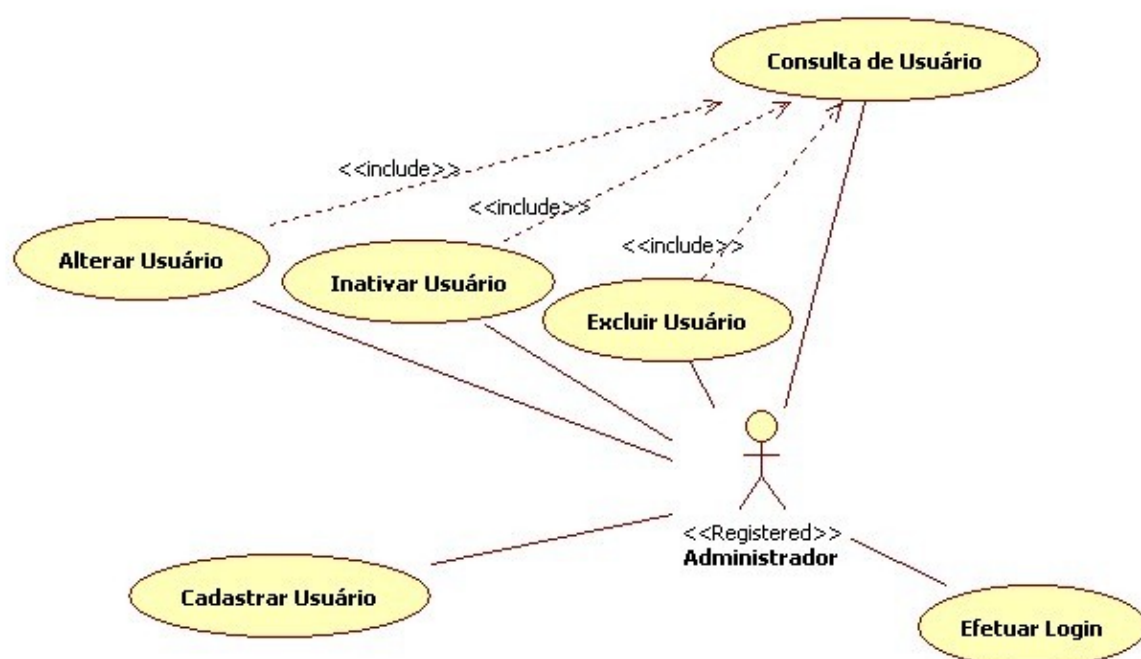 Consulta de Usuário
<<include>>
<<include>>
<<include>>
Alterar Usuário
Inativar Usuário
Excluir Usuário
<<Registered>>
Administrador
Cadastrar Usuário
Efetuar Login